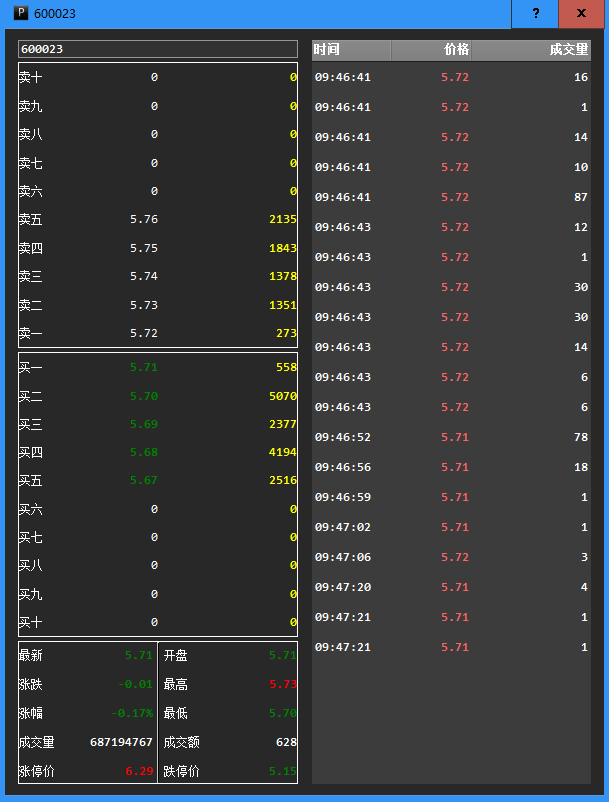 P 600023 ? x
600023
卖十 0 0
卖九 0 0
卖八 0 0
卖七 0 0
卖六 0 0
卖五 5.76 2135
卖四 5.75 1843
卖三 5.74 1378
卖二 5.73 1351
卖一 5.72 273
买一 5.71 558
买二 5.70 5070
买三 5.69 2377
买四 5.68 4194
买五 5.67 2516
买六 0 0
买七 0 0
买八 0 0
买九 0 0
买十 0 0
最新 5.71 开盘 5.71
涨跌 -0.01 最高 5.73
涨幅 -0.17% 最低 5.70
成交量 687194767 成交额 628
涨停价 6.29 跌停价 5.15
时间 价格 成交量
09:46:41 5.72 16
09:46:41 5.72 1
09:46:41 5.72 14
09:46:41 5.72 10
09:46:41 5.72 87
09:46:43 5.72 12
09:46:43 5.72 1
09:46:43 5.72 30
09:46:43 5.72 30
09:46:43 5.72 14
09:46:43 5.72 6
09:46:43 5.72 6
09:46:52 5.71 78
09:46:56 5.71 18
09:46:59 5.71 1
09:47:02 5.71 1
09:47:06 5.72 3
09:47:20 5.71 4
09:47:21 5.71 1
09:47:21 5.71 1